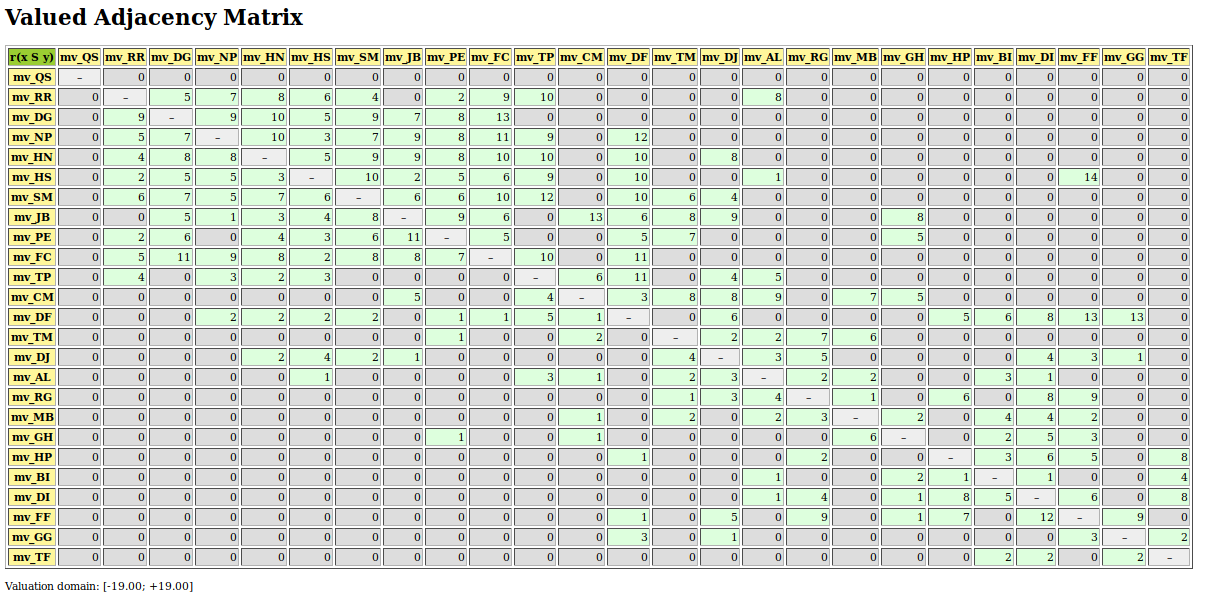 Valued Adjacency Matrix
r(x S y) mv_QS mv_RR mv_DG mv_NP mv_HN mv_HS mv_SM mv_JB mv_PE mv_FC mv_TP mv_CM mv_DF mv_TM mv_DJ mv_AL mv_RG mv_MB mv_GH mv_HP mv_BI mv_DI mv_FF mv_GG mv_TF
mv_QS – 0 0 0 0 0 0 0 0 0 0 0 0 0 0 0 0 0 0 0 0 0 0 0 0
mv_RR 0 – 5 7 8 6 4 0 2 9 10 0 0 0 0 8 0 0 0 0 0 0 0 0 0
mv_DG 0 9 – 9 10 5 9 7 8 13 0 0 0 0 0 0 0 0 0 0 0 0 0 0 0
mv_NP 0 5 7 – 10 3 7 9 8 11 9 0 12 0 0 0 0 0 0 0 0 0 0 0 0
mv_HN 0 4 8 8 – 5 9 9 8 10 10 0 10 0 8 0 0 0 0 0 0 0 0 0 0
mv_HS 0 2 5 5 3 – 10 2 5 6 9 0 10 0 0 1 0 0 0 0 0 0 14 0 0
mv_SM 0 6 7 5 7 6 – 6 6 10 12 0 10 6 4 0 0 0 0 0 0 0 0 0 0
mv_JB 0 0 5 1 3 4 8 – 9 6 0 13 6 8 9 0 0 0 8 0 0 0 0 0 0
mv_PE 0 2 6 0 4 3 6 11 – 5 0 0 5 7 0 0 0 0 5 0 0 0 0 0 0
mv_FC 0 5 11 9 8 2 8 8 7 – 10 0 11 0 0 0 0 0 0 0 0 0 0 0 0
mv_TP 0 4 0 3 2 3 0 0 0 0 – 6 11 0 4 5 0 0 0 0 0 0 0 0 0
mv_CM 0 0 0 0 0 0 0 5 0 0 4 – 3 8 8 9 0 7 5 0 0 0 0 0 0
mv_DF 0 0 0 2 2 2 2 0 1 1 5 1 – 0 6 0 0 0 0 5 6 8 13 13 0
mv_TM 0 0 0 0 0 0 0 0 1 0 0 2 0 – 2 2 7 6 0 0 0 0 0 0 0
mv_DJ 0 0 0 0 2 4 2 1 0 0 0 0 0 4 – 3 5 0 0 0 0 4 3 1 0
mv_AL 0 0 0 0 0 1 0 0 0 0 3 1 0 2 3 – 2 2 0 0 3 1 0 0 0
mv_RG 0 0 0 0 0 0 0 0 0 0 0 0 0 1 3 4 – 1 0 6 0 8 9 0 0
mv_MB 0 0 0 0 0 0 0 0 0 0 0 1 0 2 0 2 3 – 2 0 4 4 2 0 0
mv_GH 0 0 0 0 0 0 0 0 1 0 0 1 0 0 0 0 0 6 – 0 2 5 3 0 0
mv_HP 0 0 0 0 0 0 0 0 0 0 0 0 1 0 0 0 2 0 0 – 3 6 5 0 8
mv_BI 0 0 0 0 0 0 0 0 0 0 0 0 0 0 0 1 0 0 2 1 – 1 0 0 4
mv_DI 0 0 0 0 0 0 0 0 0 0 0 0 0 0 0 1 4 0 1 8 5 – 6 0 8
mv_FF 0 0 0 0 0 0 0 0 0 0 0 0 1 0 5 0 9 0 1 7 0 12 – 9 0
mv_GG 0 0 0 0 0 0 0 0 0 0 0 0 3 0 1 0 0 0 0 0 0 0 3 – 2
mv_TF 0 0 0 0 0 0 0 0 0 0 0 0 0 0 0 0 0 0 0 0 2 2 0 2 –
Valuation domain: [-19.00; +19.00]